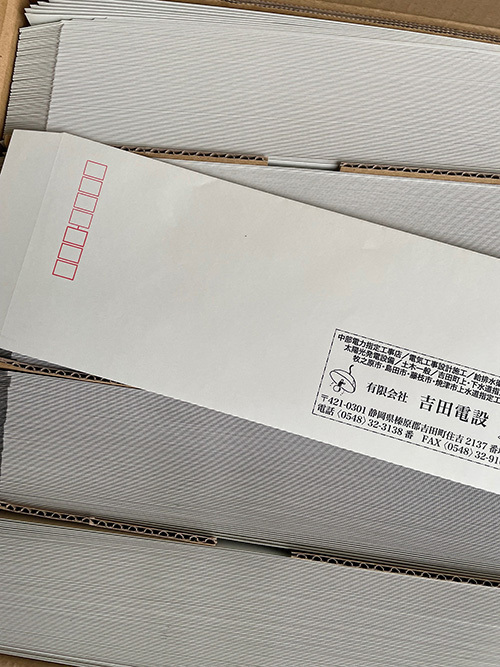 中部電力指定工事店／電気工事設計施工／給排水
太陽光発電設備／土木一般／吉田町上・下水道指
牧之原市・島田市・藤枝市・焼津市上水道指定工
有限会社 吉田電設
〒421-0301 静岡県榛原郡吉田町住吉 2137 番
電話〈0548〉32-3138 番 FAX〈0548〉32-91